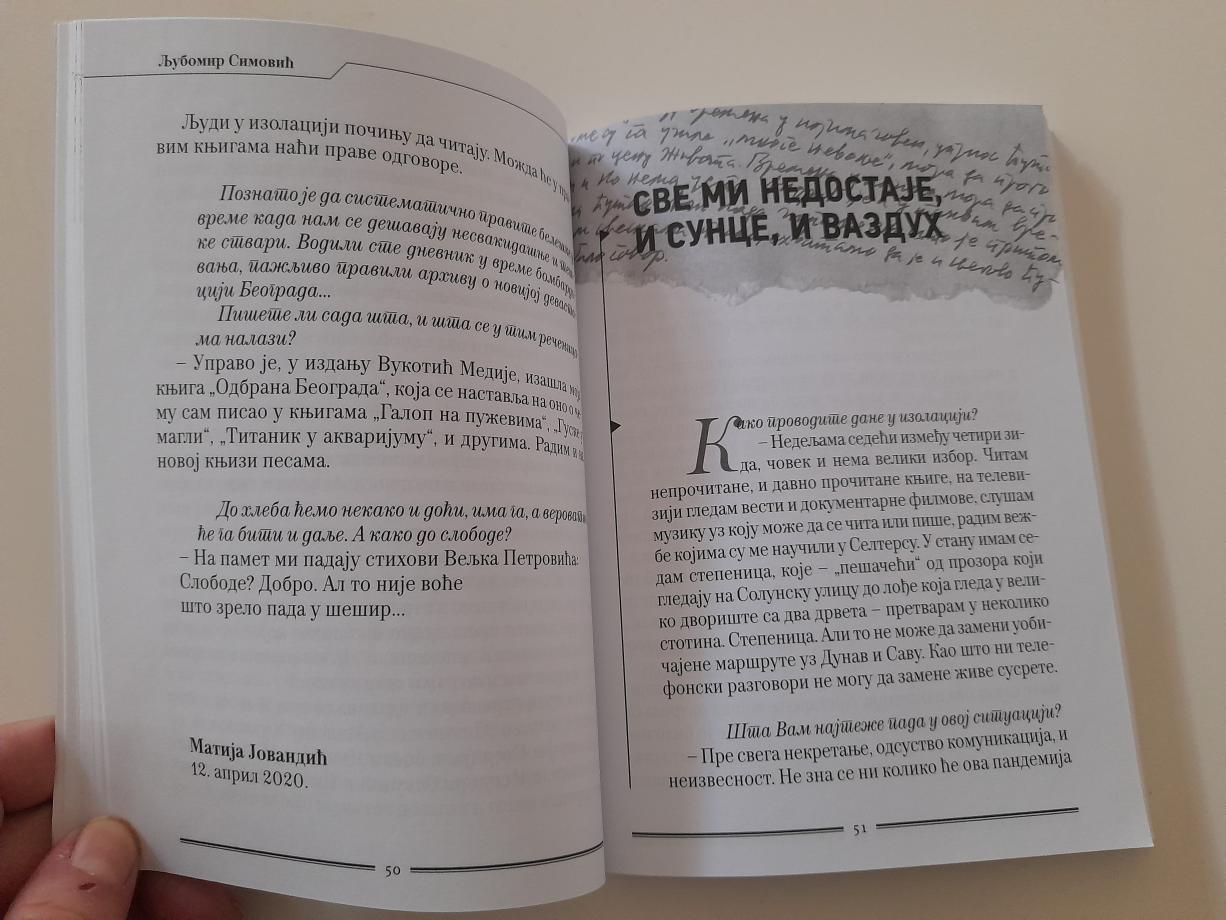 Љубомир Симовић
Људи у изолацији почињу да читају. Можда ће у пра-
вим књигама наћи праве одговоре.
Познато је да систематично правите белешке у
време када нам се дешавају несвакидашње и теш-
ке ствари. Водили сте дневник у време бомбардо-
вања, пажљиво правили архиву о новијој деваста-
цији Београда...
Пишете ли сада шта, и шта се у тим реченица-
ма налази?
– Управо је, у издању Вукотић Медије, изашла моја
књига „Одбрана Београда“, која се наставља на оно о че-
му сам писао у књигама „Галоп на пужевима“, „Гуске у
магли“, „Титаник у акваријуму“, и другима. Радим и на
новој књизи песама.
До хлеба ћемо некако и доћи, има га, а вероватно
ће га бити и даље. А како до слободе?
– На памет ми падају стихови Вељка Петровића:
Слободе? Добро. Ал то није воће
што зрело пада у шешир...
Матија Јовандић
12. април 2020.
50
СВЕ МИ НЕДОСТАЈЕ,
И СУНЦЕ, И ВАЗДУХ
Како проводите дане у изолацији?
– Недељама седећи између четири зи-
да, човек и нема велики избор. Читам
непрочитане, и давно прочитане књиге, на телеви-
зији гледам вести и документарне филмове, слушам
музику уз коју може да се чита или пише, радим веж-
бе којима су ме научили у Селтерсу. У стану имам се-
дам степеница, које – „пешачећи“ од прозора који
гледају на Солунску улицу до лође која гледа у вели-
ко двориште са два дрвета – претварам у неколико
стотина. Степеница. Али то не може да замени уоби-
чајене маршруте уз Дунав и Саву. Као што ни теле-
фонски разговори не могу да замене живе сусрете.
Шта Вам најтеже пада у овој ситуацији?
– Пре свега некретање, одсуство комуникација, и
неизвесност. Не зна се ни колико ће ова пандемија
51